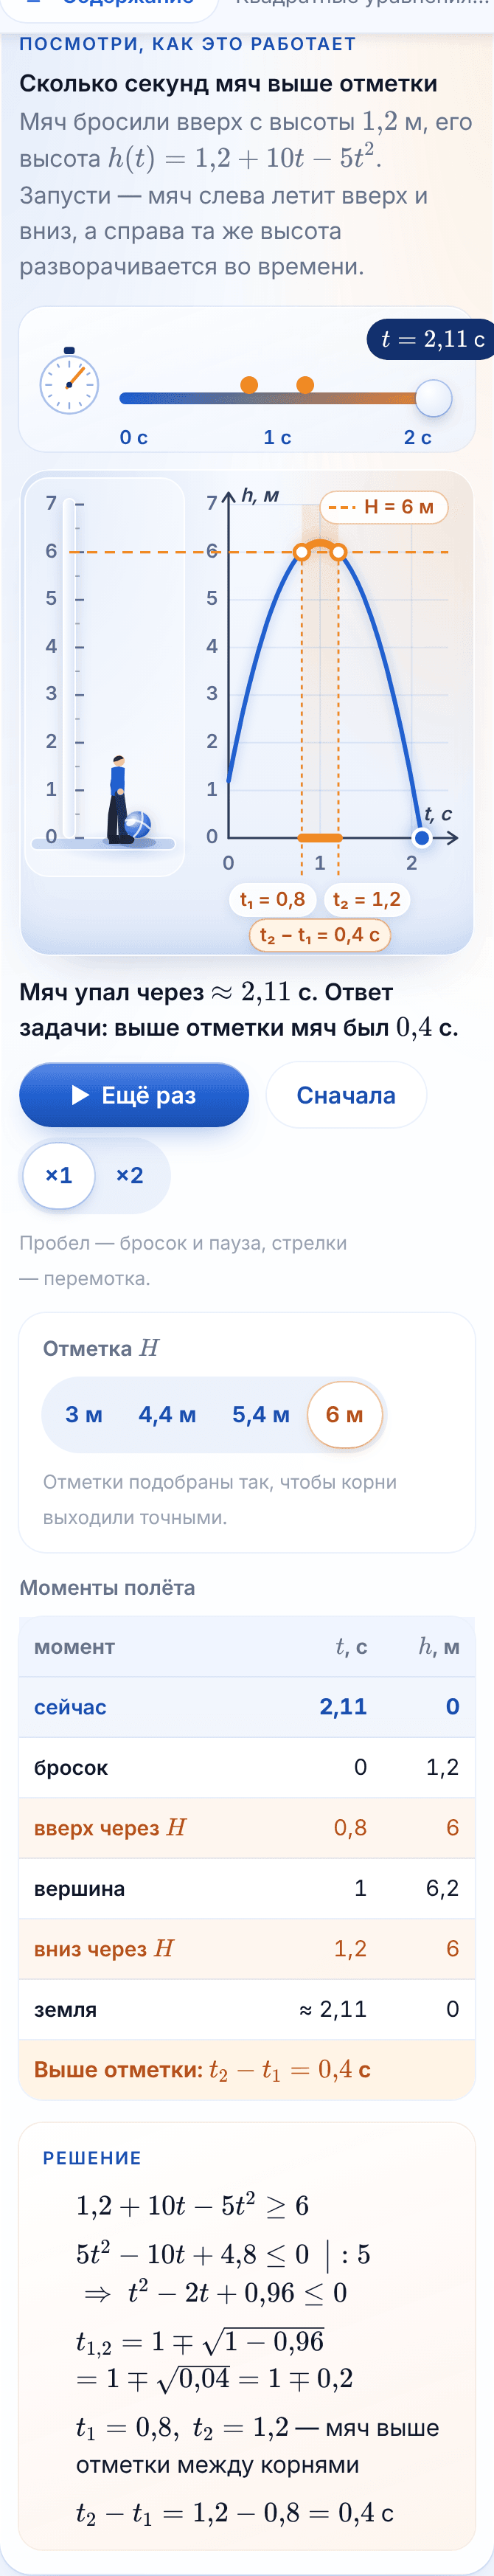 Содержание
ПОСМОТРИ, КАК ЭТО РАБОТАЕТ
Сколько секунд мяч выше отметки
Мяч бросили вверх с высоты 1,2 м, его
высота h(t) = 1,2 + 10t − 5t².
Запусти — мяч слева летит вверх и
вниз, а справа та же высота
разворачивается во времени.
t = 2,11 с
0 с 1 с 2 с
7 7 h, м H = 6 м
6 6
5 5
4 4
3 3
2 2
1 1
t, с
0 0
0 1 2
t₁ = 0,8 t₂ = 1,2
t₂ − t₁ = 0,4 с
Мяч упал через ≈ 2,11 с. Ответ
задачи: выше отметки мяч был 0,4 с.
▶ Ещё раз Сначала
×1 ×2
Пробел — бросок и пауза, стрелки
— перемотка.
Отметка H
3 м 4,4 м 5,4 м 6 м
Отметки подобраны так, чтобы корни
выходили точными.
Моменты полёта
момент t, с h, м
сейчас 2,11 0
бросок 0 1,2
вверх через H 0,8 6
вершина 1 6,2
вниз через H 1,2 6
земля ≈ 2,11 0
Выше отметки: t₂ − t₁ = 0,4 с
РЕШЕНИЕ
1,2 + 10t − 5t² ≥ 6
5t² − 10t + 4,8 ≤ 0 | : 5
⇒ t² − 2t + 0,96 ≤ 0
t₁,₂ = 1 ∓ √(1 − 0,96)
= 1 ∓ √0,04 = 1 ∓ 0,2
t₁ = 0,8, t₂ = 1,2 — мяч выше
отметки между корнями
t₂ − t₁ = 1,2 − 0,8 = 0,4 с